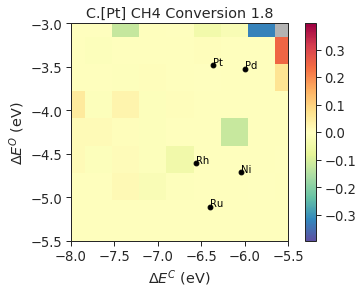 C.[Pt] CH4 Conversion 1.8
−3.0
−3.5
−4.0
−4.5
−5.0
−5.5
ΔE^O (eV)
Pt
Pd
Rh
Ni
Ru
−8.0 −7.5 −7.0 −6.5 −6.0 −5.5
ΔE^C (eV)
0.3
0.2
0.1
0.0
−0.1
−0.2
−0.3